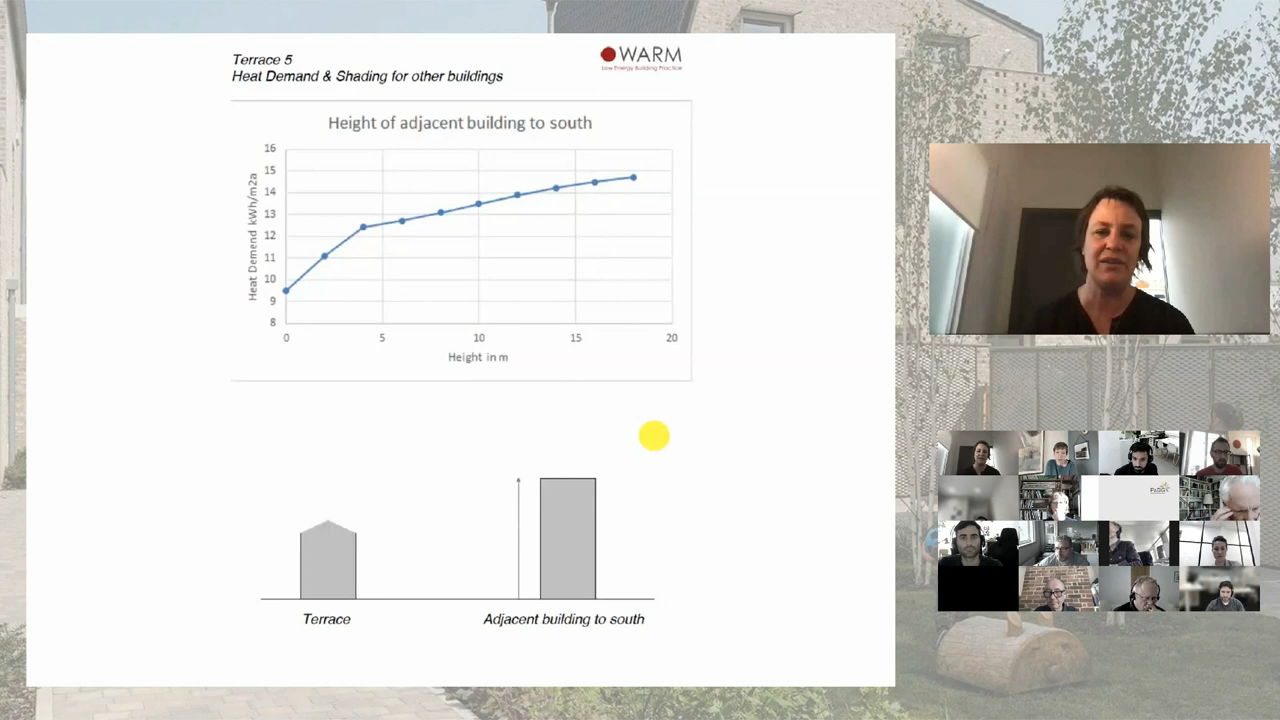 Terrace 5
Heat Demand & Shading for other buildings
WARM
Low Energy Building Practice
Height of adjacent building to south
16
15
14
13
12
11
10
9
8
Heat Demend kWh/m2a
0
5
10
15
20
Height in m
Terrace
Adjacent building to south